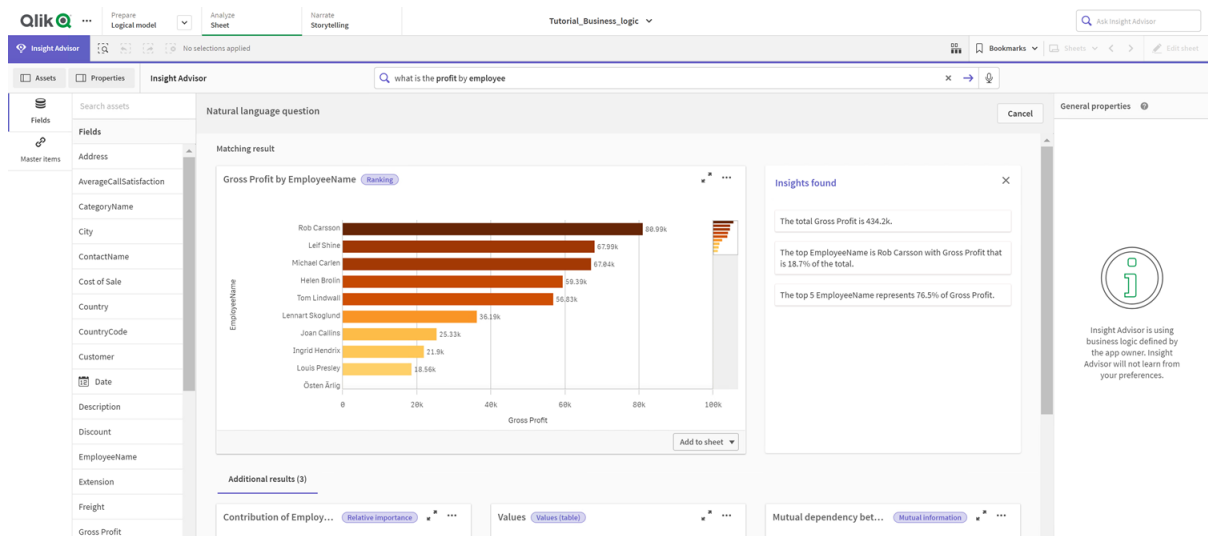 Qlik
Prepare
Logical model
Analyze
Sheet
Narrate
Storytelling
Tutorial_Business_logic
Ask Insight Advisor
Insight Advisor
No selections applied
Bookmarks
Sheets
Edit sheet
Assets
Properties
Insight Advisor
what is the profit by employee
Fields
Master items
Search assets
Fields
Address
AverageCallSatisfaction
CategoryName
City
ContactName
Cost of Sale
Country
CountryCode
Customer
Date
Description
Discount
EmployeeName
Extension
Freight
Gross Profit
Natural language question
Cancel
Matching result
Gross Profit by EmployeeName Ranking
EmployeeName
Rob Carsson 80.99k
Leif Shine 67.99k
Michael Carlen 67.04k
Helen Brolin 59.39k
Tom Lindwall 56.83k
Lennart Skoglund 36.19k
Joan Callins 25.33k
Ingrid Hendrix 21.9k
Louis Presley 18.56k
Östen Ärlig
0 20k 40k 60k 80k 100k
Gross Profit
Add to sheet
Insights found
The total Gross Profit is 434.2k.
The top EmployeeName is Rob Carsson with Gross Profit that
is 18.7% of the total.
The top 5 EmployeeName represents 76.5% of Gross Profit.
Additional results (3)
Contribution of Employ... Relative importance
Values Values (table)
Mutual dependency bet... Mutual information
General properties
Insight Advisor is using
business logic defined by
the app owner. Insight
Advisor will not learn from
your preferences.